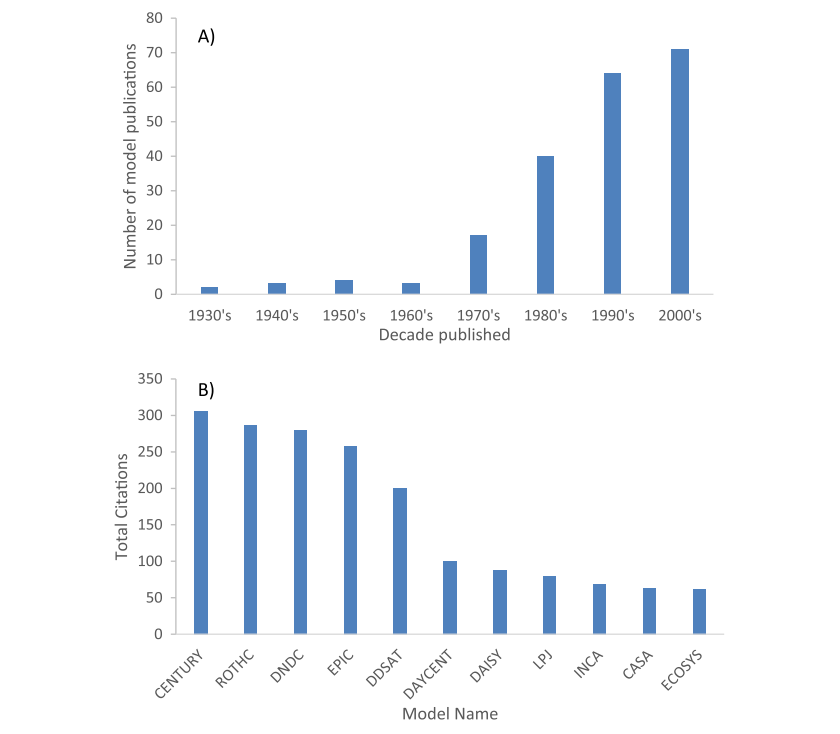 A)
Number of model publications
80
70
60
50
40
30
20
10
0
1930's 1940's 1950's 1960's 1970's 1980's 1990's 2000's
Decade published
B)
Total Citations
350
300
250
200
150
100
50
0
CENTURY ROTHC DNDC EPIC DDSAT DAYCENT DAISY LPJ INCA CASA ECOSYS
Model Name